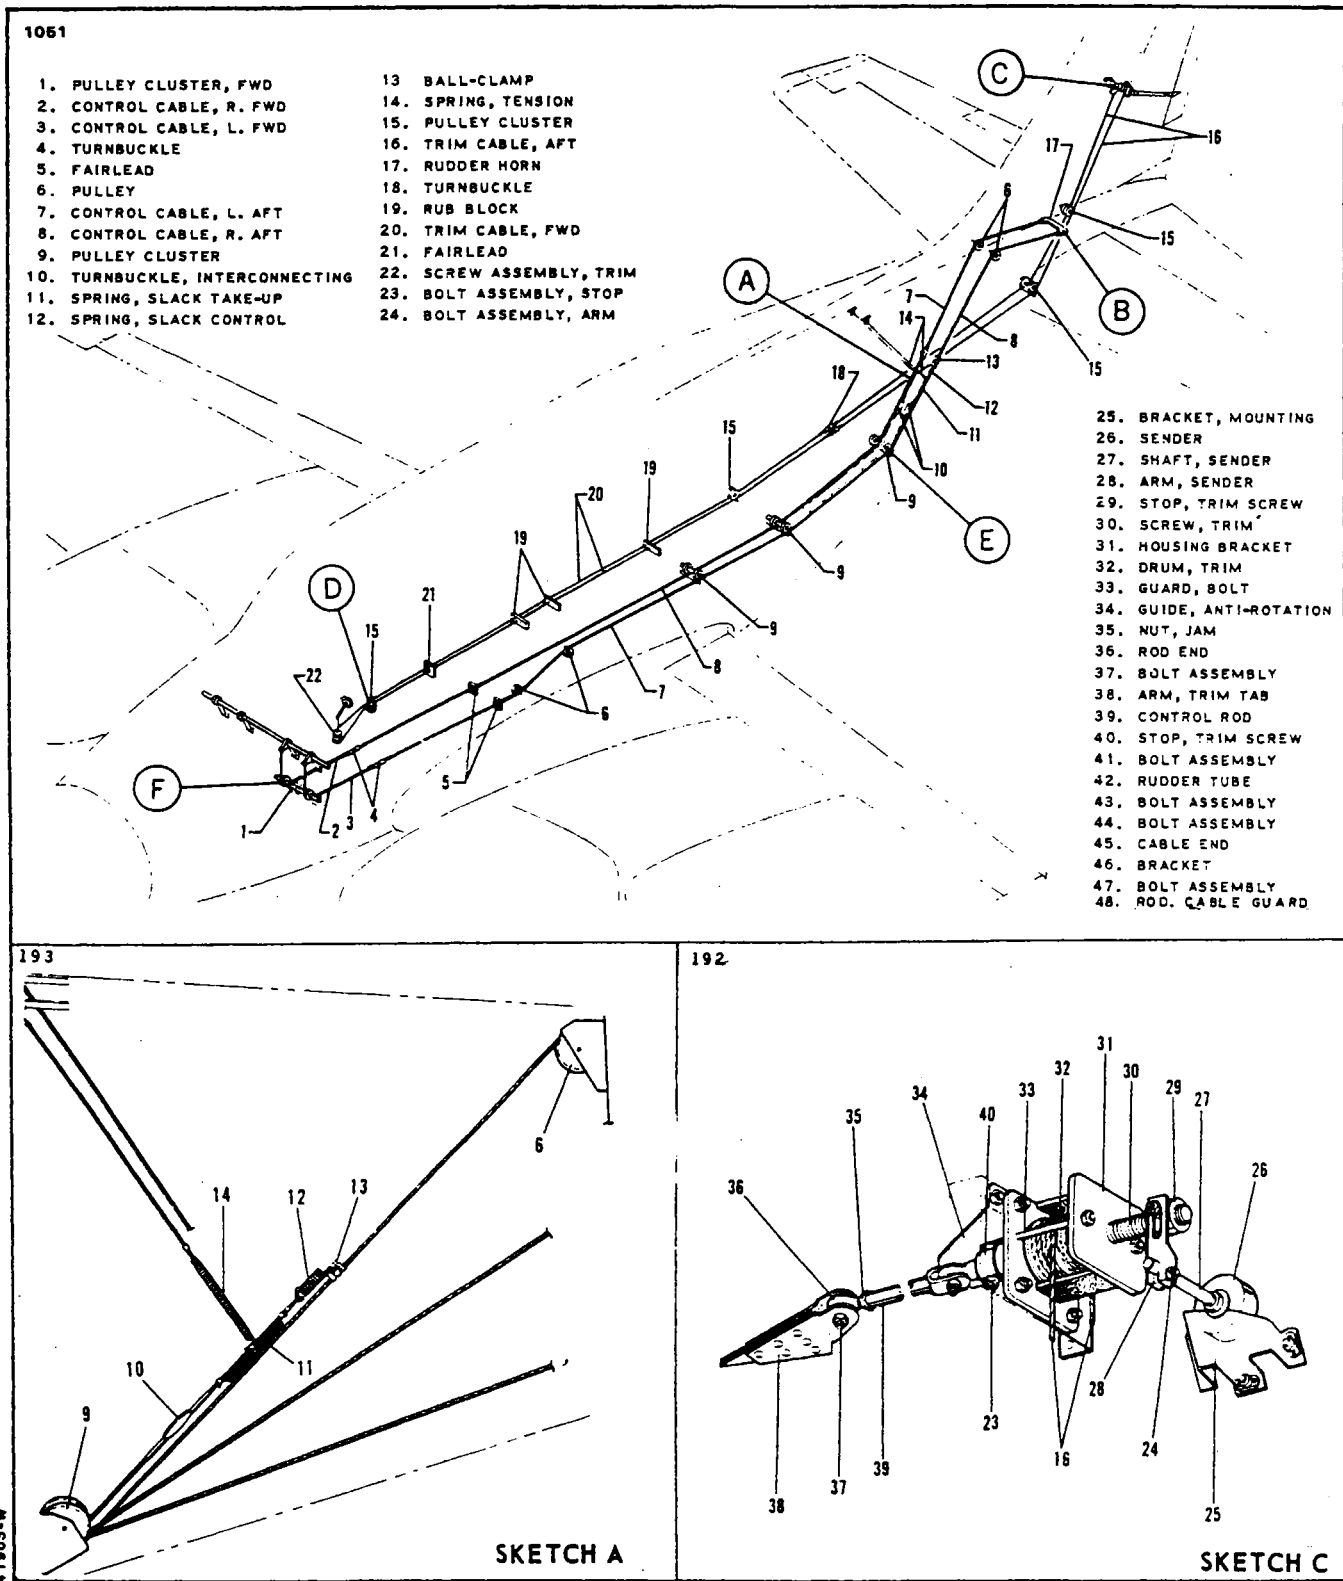 1051
1. PULLEY CLUSTER, FWD
2. CONTROL CABLE, R. FWD
3. CONTROL CABLE, L. FWD
4. TURNBUCKLE
5. FAIRLEAD
6. PULLEY
7. CONTROL CABLE, L. AFT
8. CONTROL CABLE, R. AFT
9. PULLEY CLUSTER
10. TURNBUCKLE, INTERCONNECTING
11. SPRING, SLACK TAKE-UP
12. SPRING, SLACK CONTROL
13 BALL-CLAMP
14. SPRING, TENSION
15. PULLEY CLUSTER
16. TRIM CABLE, AFT
17. RUDDER HORN
18. TURNBUCKLE
19. RUB BLOCK
20. TRIM CABLE, FWD
21. FAIRLEAD
22. SCREW ASSEMBLY, TRIM
23. BOLT ASSEMBLY, STOP
24. BOLT ASSEMBLY, ARM
C
16
17
6
15
A
7
B
14
8
13
15
18
12
11
15
10
9
19
20
E
19
9
D
21
15
9
22
8
7
6
F
5
1
2
3
4
25. BRACKET, MOUNTING
26. SENDER
27. SHAFT, SENDER
28. ARM, SENDER
29. STOP, TRIM SCREW
30. SCREW, TRIM
31. HOUSING BRACKET
32. DRUM, TRIM
33. GUARD, BOLT
34. GUIDE, ANTI-ROTATION
35. NUT, JAM
36. ROD END
37. BOLT ASSEMBLY
38. ARM, TRIM TAB
39. CONTROL ROD
40. STOP, TRIM SCREW
41. BOLT ASSEMBLY
42. RUDDER TUBE
43. BOLT ASSEMBLY
44. BOLT ASSEMBLY
45. CABLE END
46. BRACKET
47. BOLT ASSEMBLY
48. ROD. CABLE GUARD
193
6
14
12
13
11
10
9
SKETCH A
192
31
32
30
29
34
33
27
35
40
26
36
28
23
24
16
39
37
38
25
SKETCH C